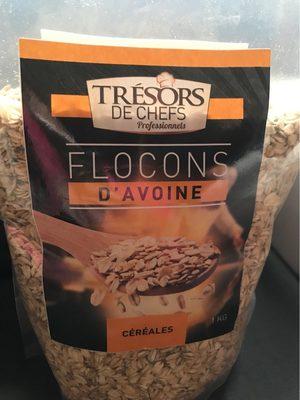 TRÉSORS
DE CHEFS
Professionnels
FLOCONS
D'AVOINE
CÉRÉALES
1 KG